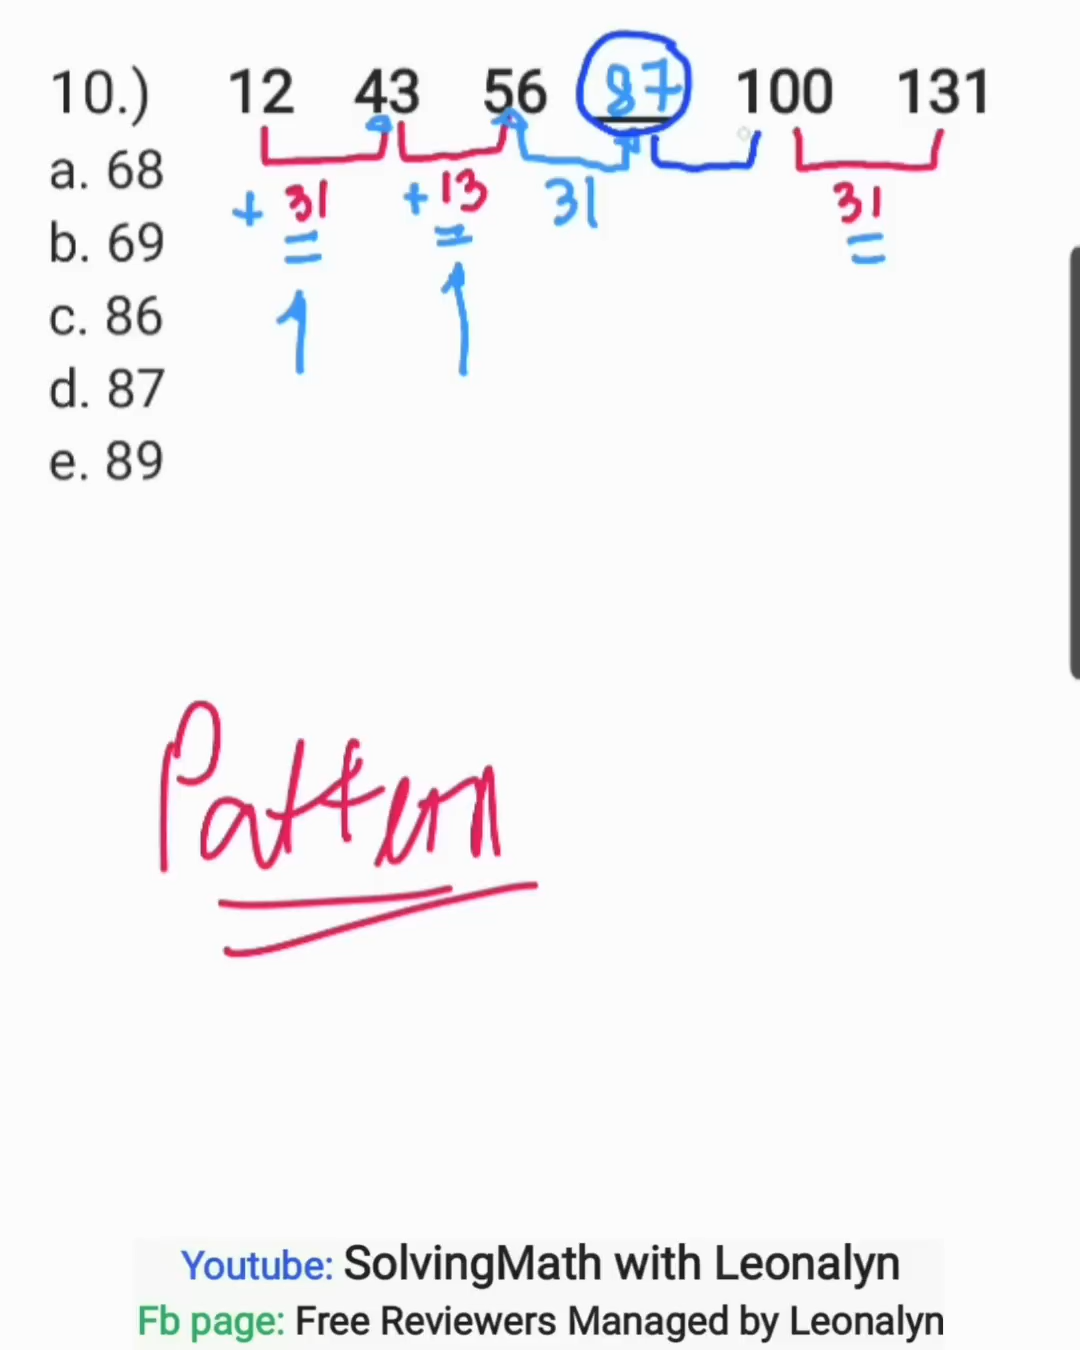 10.) 12 43 56 87 100 131
a. 68
+ 31 + 13 31 31
b. 69
c. 86
d. 87
e. 89
Pattern
Youtube: SolvingMath with Leonalyn
Fb page: Free Reviewers Managed by Leonalyn